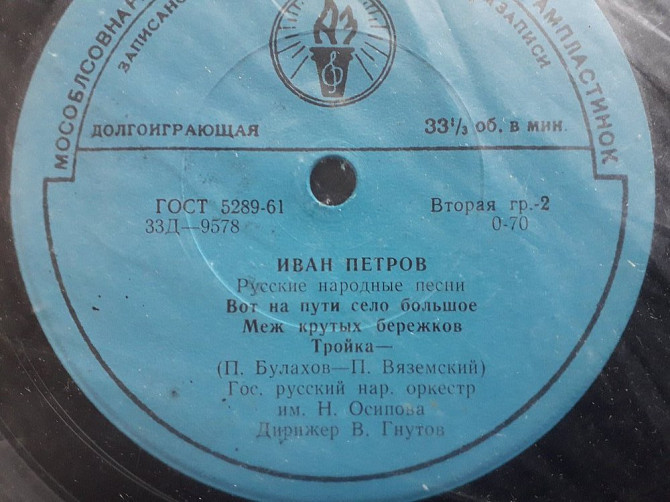 МОСОБЛСОВНАР
АМПЛАСТИНОК
ЗАПИСАНО
ДЗ
ДОЛГОИГРАЮЩАЯ 33⅓ об. в мин.
ГОСТ 5289-61 Вторая гр.-2
33Д—9578 0-70
ИВАН ПЕТРОВ
Русские народные песни
Вот на пути село большое
Меж крутых бережков
Тройка—
(П. Булахов—П. Вяземский)
Гос. русский нар. оркестр
им. Н. Осипова
Дирижер В. Гнутов